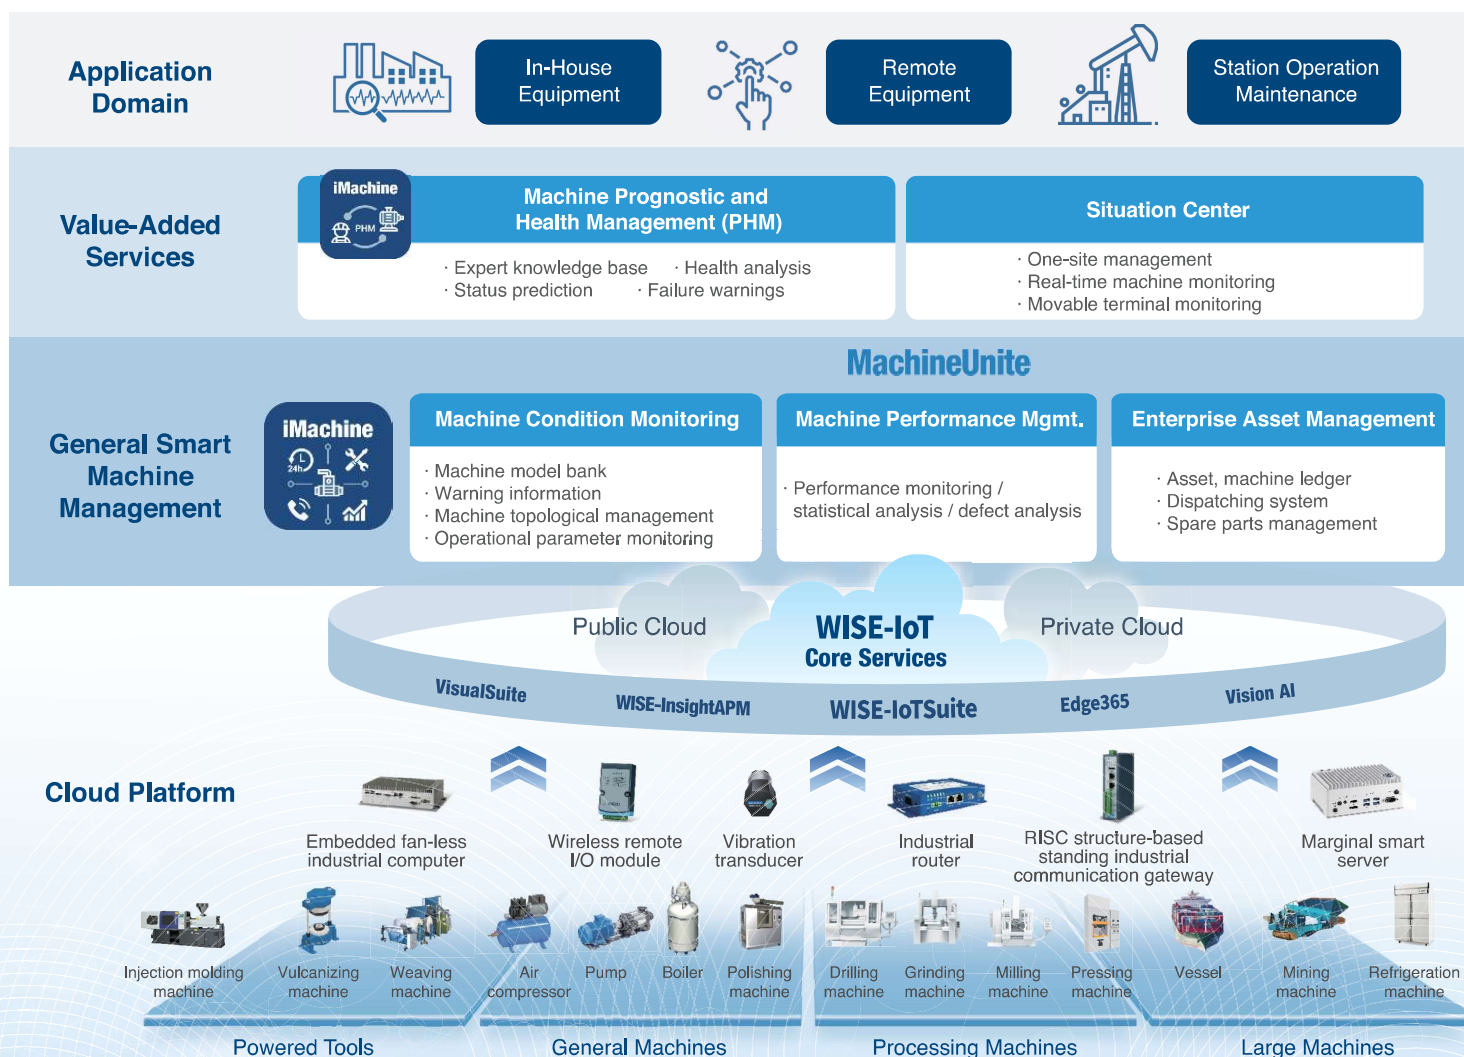 Application
Domain
In-House
Equipment
Remote
Equipment
Station Operation
Maintenance
Value-Added
Services
iMachine
PHM
Machine Prognostic and
Health Management (PHM)
· Expert knowledge base · Health analysis
· Status prediction · Failure warnings
Situation Center
· One-site management
· Real-time machine monitoring
· Movable terminal monitoring
MachineUnite
General Smart
Machine
Management
iMachine
24h
Machine Condition Monitoring
· Machine model bank
· Warning information
· Machine topological management
· Operational parameter monitoring
Machine Performance Mgmt.
· Performance monitoring /
statistical analysis / defect analysis
Enterprise Asset Management
· Asset, machine ledger
· Dispatching system
· Spare parts management
Public Cloud
WISE-IoT
Core Services
Private Cloud
VisualSuite
WISE-InsightAPM
WISE-IoTSuite
Edge365
Vision AI
Cloud Platform
Embedded fan-less
industrial computer
Wireless remote
I/O module
Vibration
transducer
Industrial
router
RISC structure-based
standing industrial
communication gateway
Marginal smart
server
Injection molding
machine
Vulcanizing
machine
Weaving
machine
Air
compressor
Pump
Boiler
Polishing
machine
Drilling
machine
Grinding
machine
Milling
machine
Pressing
machine
Vessel
Mining
machine
Refrigeration
machine
Powered Tools
General Machines
Processing Machines
Large Machines